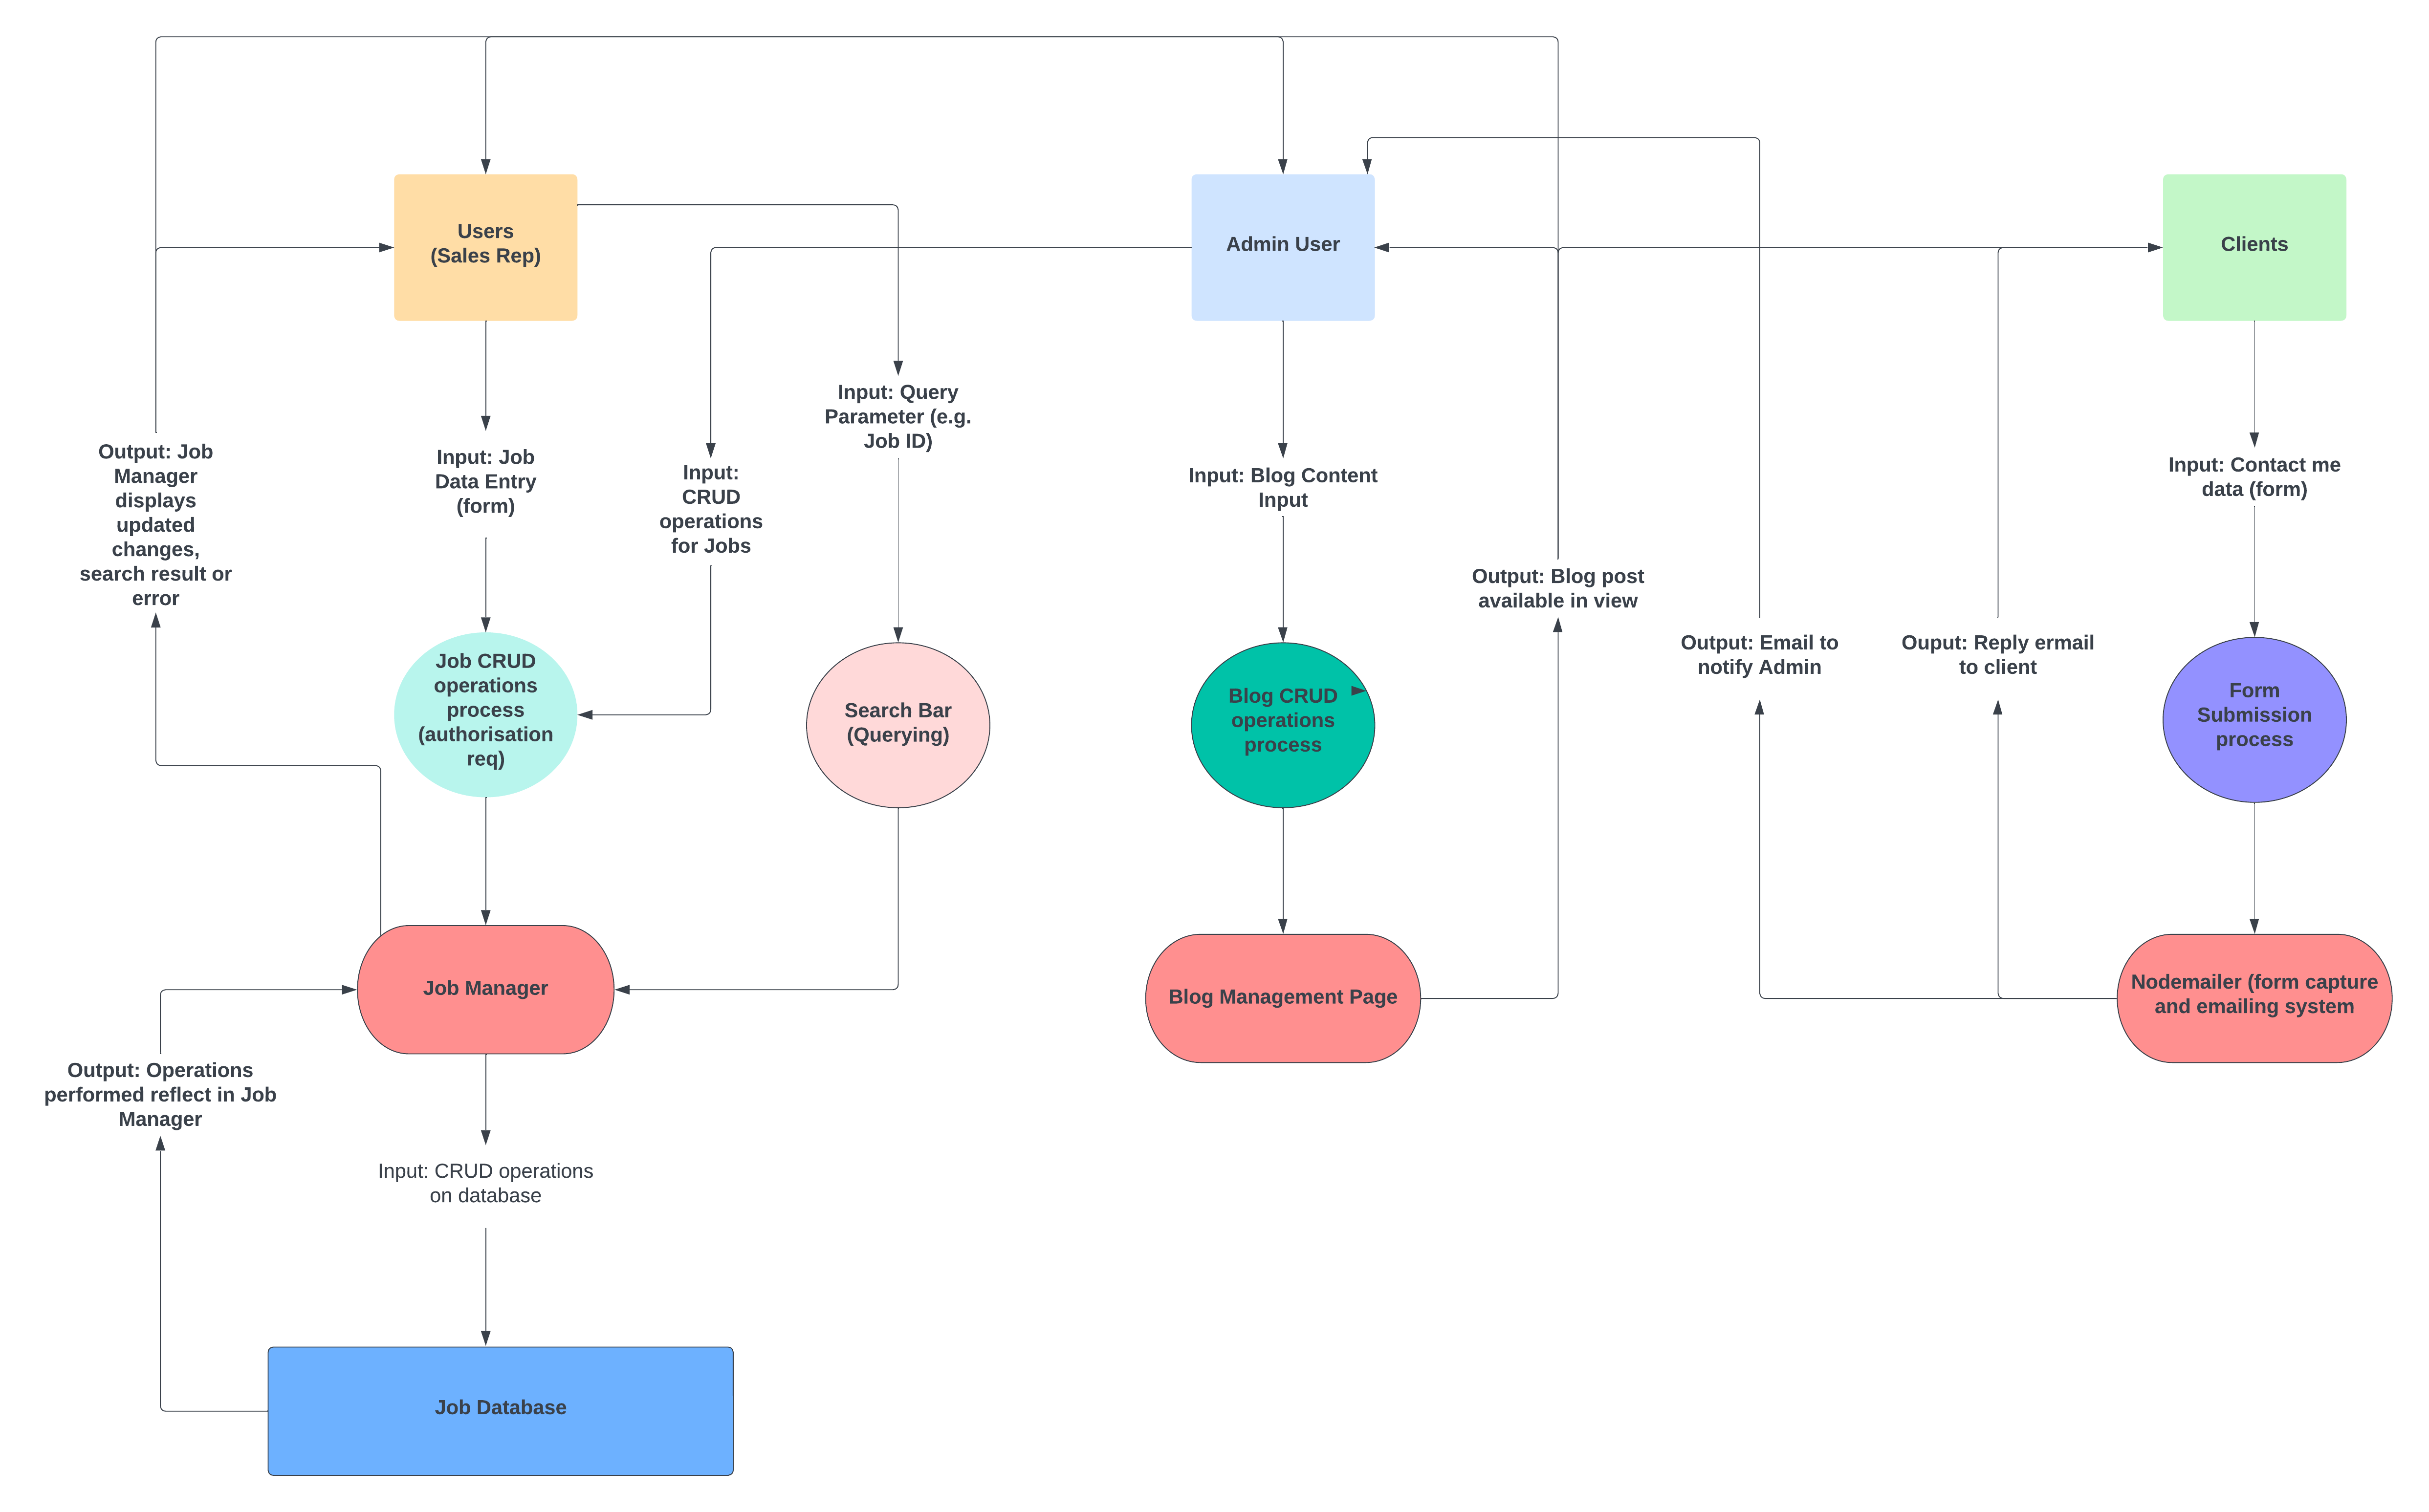 Users
(Sales Rep)
Admin User
Clients
Input: Query
Parameter (e.g.
Job ID)
Output: Job
Manager
displays
updated
changes,
search result or
error
Input: Job
Data Entry
(form)
Input:
CRUD
operations
for Jobs
Input: Blog Content
Input
Input: Contact me
data (form)
Output: Blog post
available in view
Output: Email to
notify Admin
Ouput: Reply ermail
to client
Job CRUD
operations
process
(authorisation
req)
Search Bar
(Querying)
Blog CRUD
operations
process
Form
Submission
process
Job Manager
Blog Management Page
Nodemailer (form capture
and emailing system
Output: Operations
performed reflect in Job
Manager
Input: CRUD operations
on database
Job Database